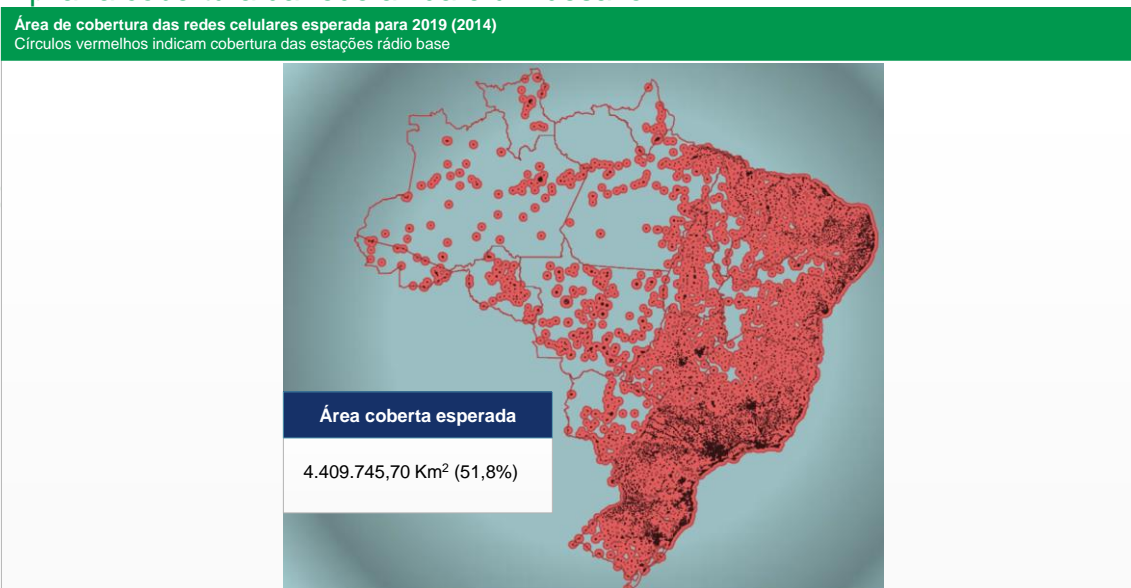 Área de cobertura das redes celulares esperada para 2019 (2014)
Círculos vermelhos indicam cobertura das estações rádio base
Área coberta esperada
4.409.745,70 Km² (51,8%)